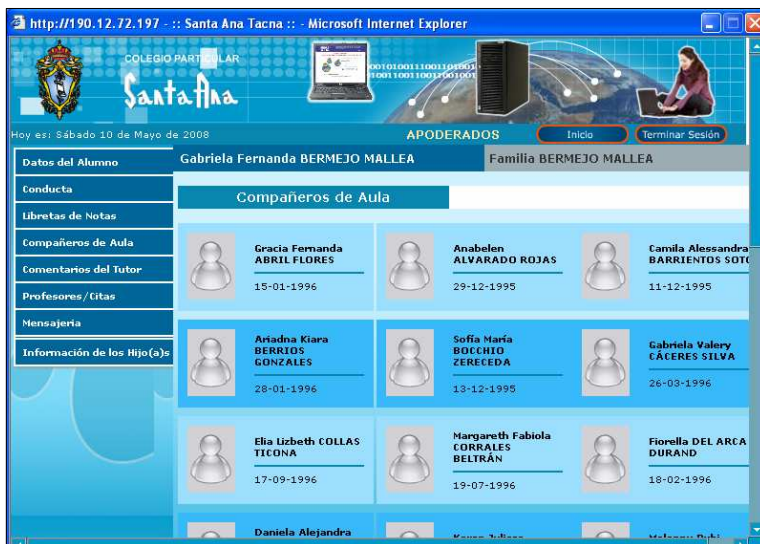 http://190.12.72.197 - :: Santa Ana Tacna :: - Microsoft Internet Explorer
COLEGIO PARTICULAR
Santa Ana
Hoy es: Sábado 10 de Mayo de 2008
APODERADOS
Inicio
Terminar Sesión
Datos del Alumno
Conducta
Libretas de Notas
Compañeros de Aula
Comentarios del Tutor
Profesores/Citas
Mensajeria
Información de los Hijo(a)s
Gabriela Fernanda BERMEJO MALLEA
Familia BERMEJO MALLEA
Compañeros de Aula
Gracia Fernanda
ABRIL FLORES
15-01-1996
Anabelen
ALVARADO ROJAS
29-12-1995
Camila Alessandra
BARRIENTOS SOTO
11-12-1995
Ariadna Kiara
BERRIOS
GONZALES
28-01-1996
Sofía María
BOCCHIO
ZERECEDA
13-12-1995
Gabriela Valery
CÁCERES SILVA
26-03-1996
Elia Lizbeth COLLAS
TICONA
17-09-1996
Margareth Fabiola
CORRALES
BELTRÁN
19-07-1996
Fiorella DEL ARCA
DURAND
18-02-1996
Daniela Alejandra